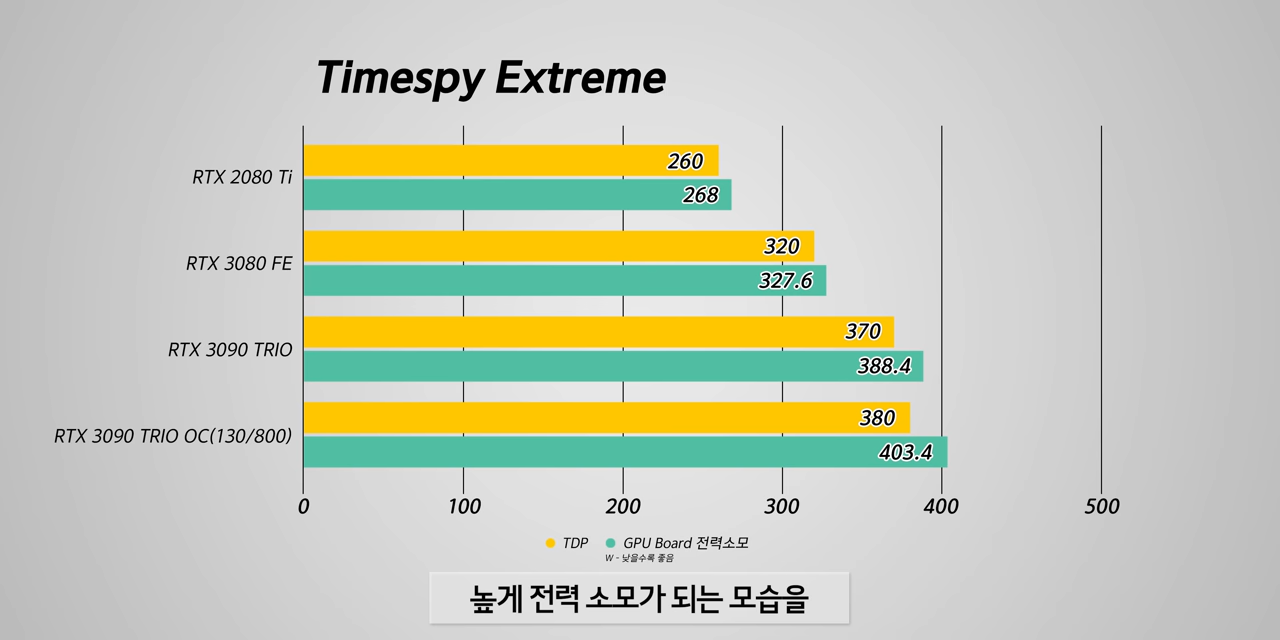 Timespy Extreme
RTX 2080 Ti
260
268
RTX 3080 FE
320
327.6
RTX 3090 TRIO
370
388.4
RTX 3090 TRIO OC(130/800)
380
403.4
0 100 200 300 400 500
TDP GPU Board 전력소모
W - 낮을수록 좋음
높게 전력 소모가 되는 모습을